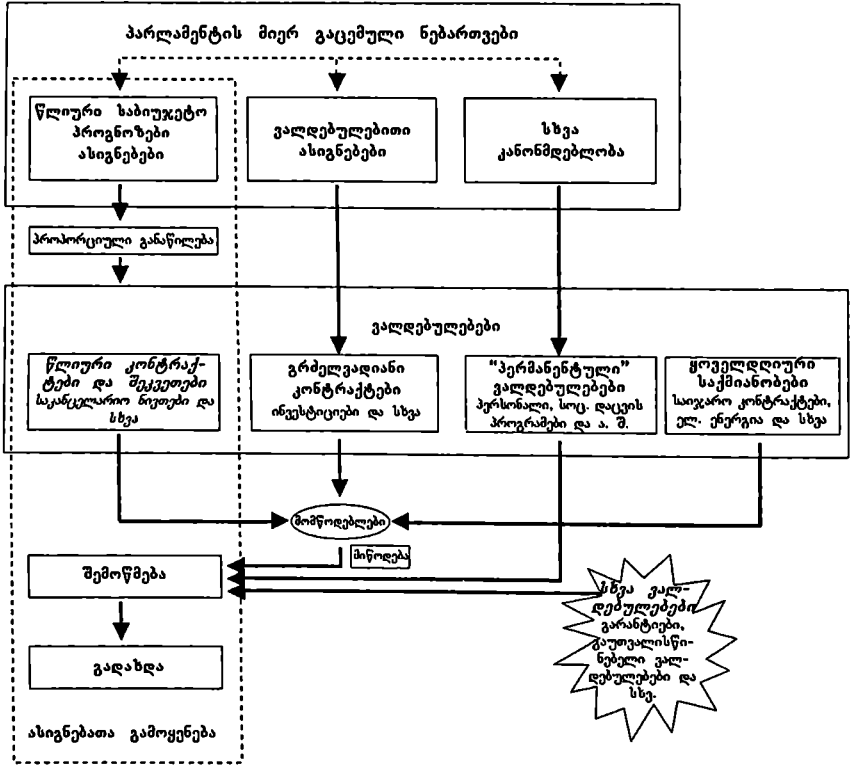 პარლამენტის მიერ გაცემული ნებართვები
წლიური საბიუჯეტო
პროგნოზები
ასიგნებები
ვალდებულებითი
ასიგნებები
სხვა
კანონმდებლობა
პროპორციული განაწილება
ვალდებულებები
წლიური კონტრაქ-
ტები და შეკვეთები
საკანცელარიო ნივთები და
სხვა
გრძელვადიანი
კონტრაქტები
ინვესტიციები და სხვა
"პერმანენტული"
ვალდებულებები
პერსონალი, სოც. დაცვის
პროგრამები და ა. შ.
ყოველდღიური
საქმიანობები
საიჯარო კონტრაქტები,
ელ. ენერგია და სხვა
მომწოდებლები
მიწოდება
შემოწმება
გადახდა
ასიგნებათა გამოყენება
სხვა ვალ-
დებულებები
გარანტიები,
გაუთვალისწი-
ნებელი ვალ-
დებულებები და
სხვ.